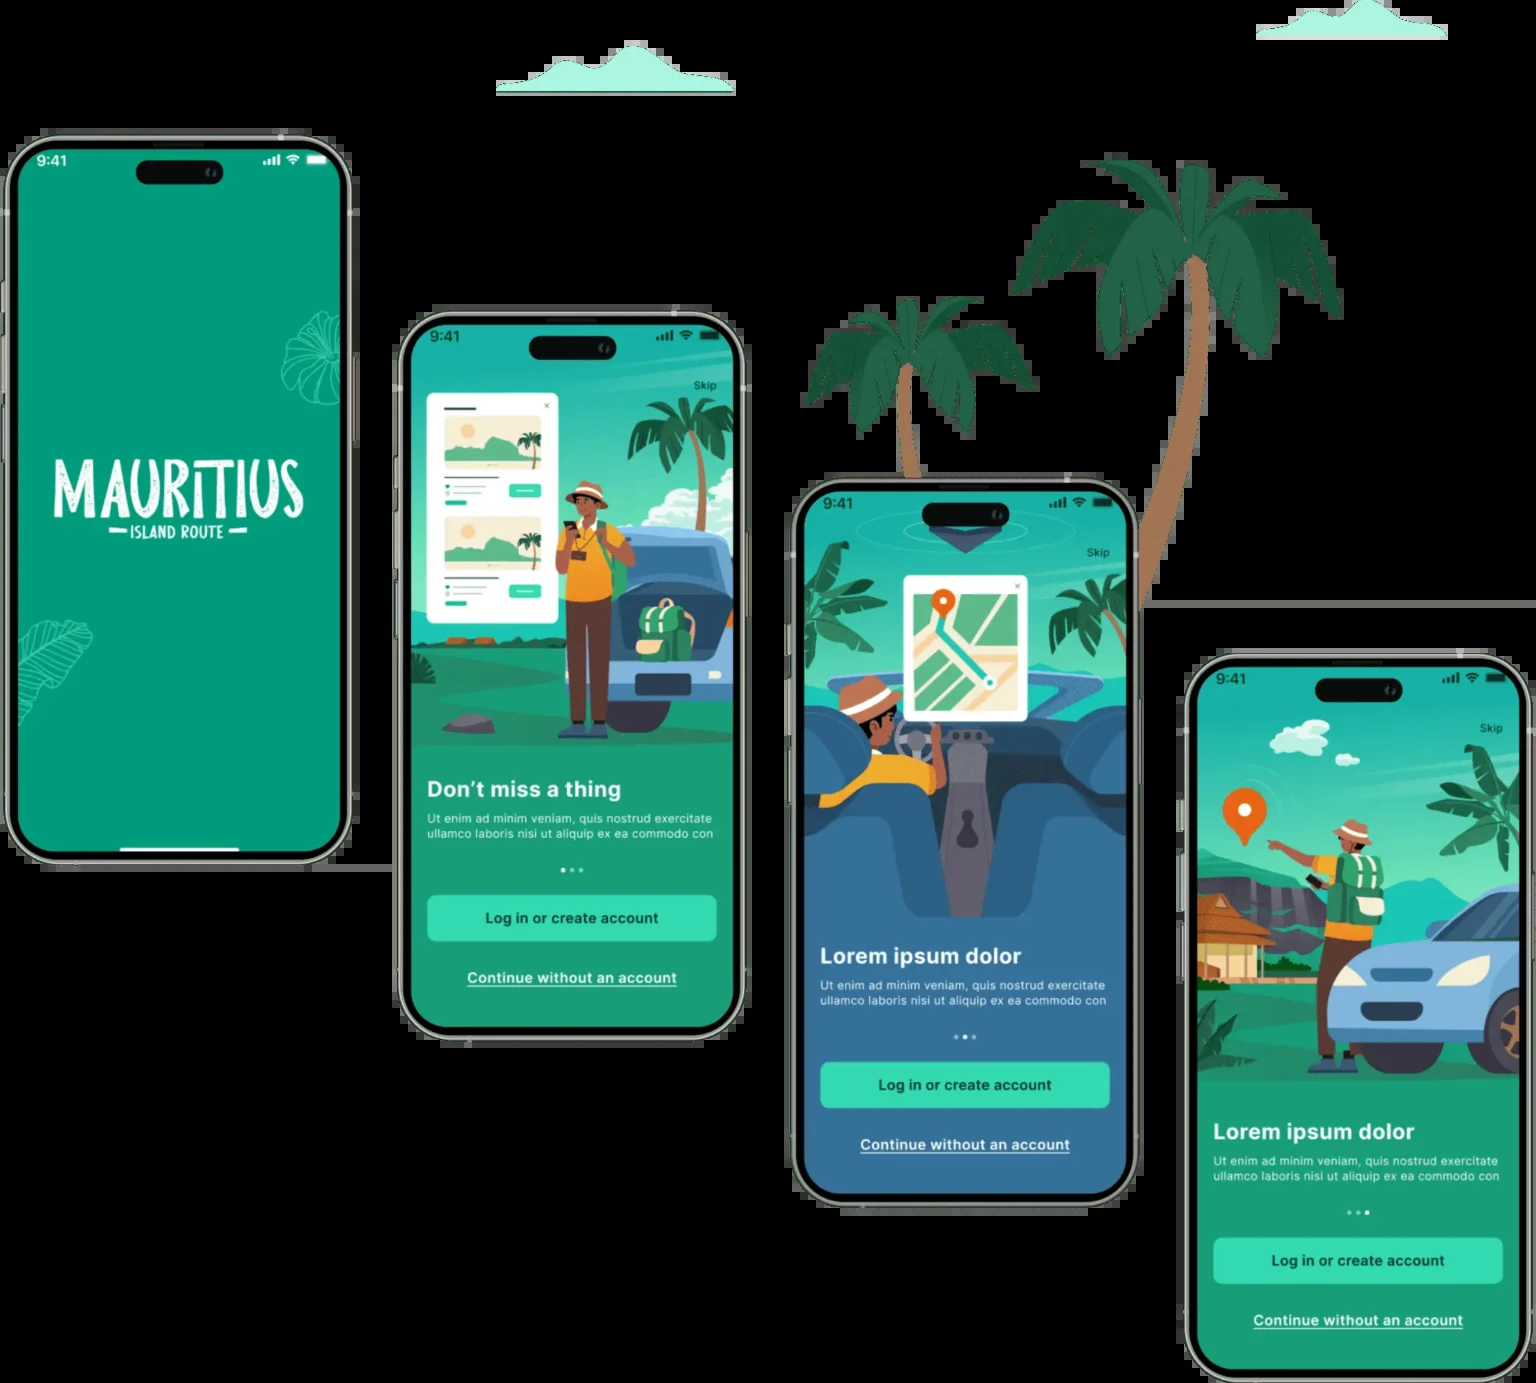 9:41
MAURITIUS
ISLAND ROUTE
9:41
Skip
Don't miss a thing
Ut enim ad minim veniam, quis nostrud exercitate
ullamco laboris nisi ut aliquip ex ea commodo con
Log in or create account
Continue without an account
9:41
Skip
Lorem ipsum dolor
Ut enim ad minim veniam, quis nostrud exercitate
ullamco laboris nisi ut aliquip ex ea commodo con
Log in or create account
Continue without an account
9:41
Skip
Lorem ipsum dolor
Ut enim ad minim veniam, quis nostrud exercitate
ullamco laboris nisi ut aliquip ex ea commodo con
Log in or create account
Continue without an account